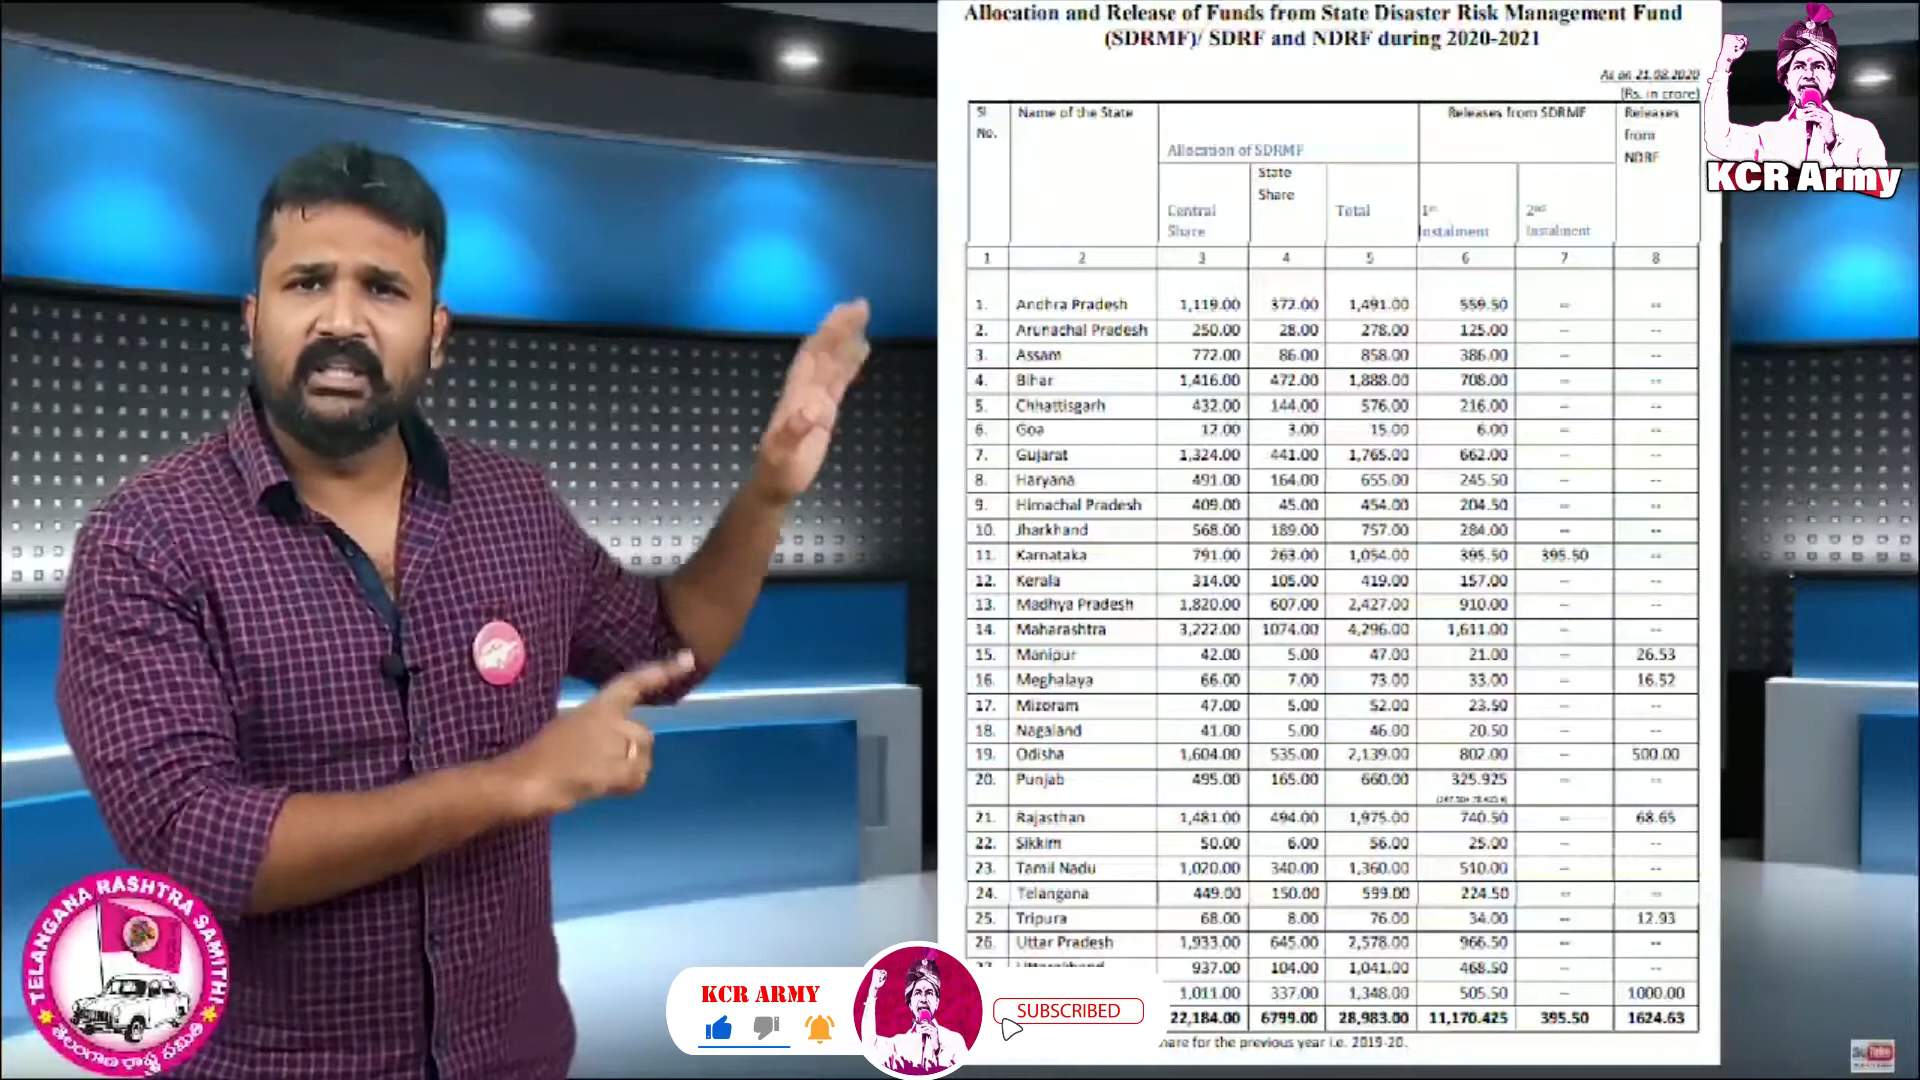 Allocation and Release of Funds from State Disaster Risk Management Fund
(SDRMF)/ SDRF and NDRF during 2020-2021
As on 21.08.2020
(Rs. in crore)
Sl No. Name of the State Allocation of SDRMF Releases from SDRMF Releases from NDRF
Central Share State Share Total 1st Instalment 2nd Instalment
1 2 3 4 5 6 7 8
1. Andhra Pradesh 1,119.00 372.00 1,491.00 559.50 -- --
2. Arunachal Pradesh 250.00 28.00 278.00 125.00 -- --
3. Assam 772.00 86.00 858.00 386.00 -- --
4. Bihar 1,416.00 472.00 1,888.00 708.00 -- --
5. Chhattisgarh 432.00 144.00 576.00 216.00 -- --
6. Goa 12.00 3.00 15.00 6.00 -- --
7. Gujarat 1,324.00 441.00 1,765.00 662.00 -- --
8. Haryana 491.00 164.00 655.00 245.50 -- --
9. Himachal Pradesh 409.00 45.00 454.00 204.50 -- --
10. Jharkhand 568.00 189.00 757.00 284.00 -- --
11. Karnataka 791.00 263.00 1,054.00 395.50 395.50 --
12. Kerala 314.00 105.00 419.00 157.00 -- --
13. Madhya Pradesh 1,820.00 607.00 2,427.00 910.00 -- --
14. Maharashtra 3,222.00 1074.00 4,296.00 1,611.00 -- --
15. Manipur 42.00 5.00 47.00 21.00 -- 26.53
16. Meghalaya 66.00 7.00 73.00 33.00 -- 16.52
17. Mizoram 47.00 5.00 52.00 23.50 -- --
18. Nagaland 41.00 5.00 46.00 20.50 -- --
19. Odisha 1,604.00 535.00 2,139.00 802.00 -- 500.00
20. Punjab 495.00 165.00 660.00 325.925 -- --
21. Rajasthan 1,481.00 494.00 1,975.00 740.50 -- 68.65
22. Sikkim 50.00 6.00 56.00 25.00 -- --
23. Tamil Nadu 1,020.00 340.00 1,360.00 510.00 -- --
24. Telangana 449.00 150.00 599.00 224.50 -- --
25. Tripura 68.00 8.00 76.00 34.00 -- 12.93
26. Uttar Pradesh 1,933.00 645.00 2,578.00 966.50 -- --
937.00 104.00 1,041.00 468.50 -- --
1,011.00 337.00 1,348.00 505.50 -- 1000.00
22,184.00 6799.00 28,983.00 11,170.425 395.50 1624.63
for the previous year i.e. 2019-20.
KCR Army
TELANGANA RASHTRA SAMITHI
తెలంగాణ రాష్ట్ర సమితి
KCR ARMY
SUBSCRIBED